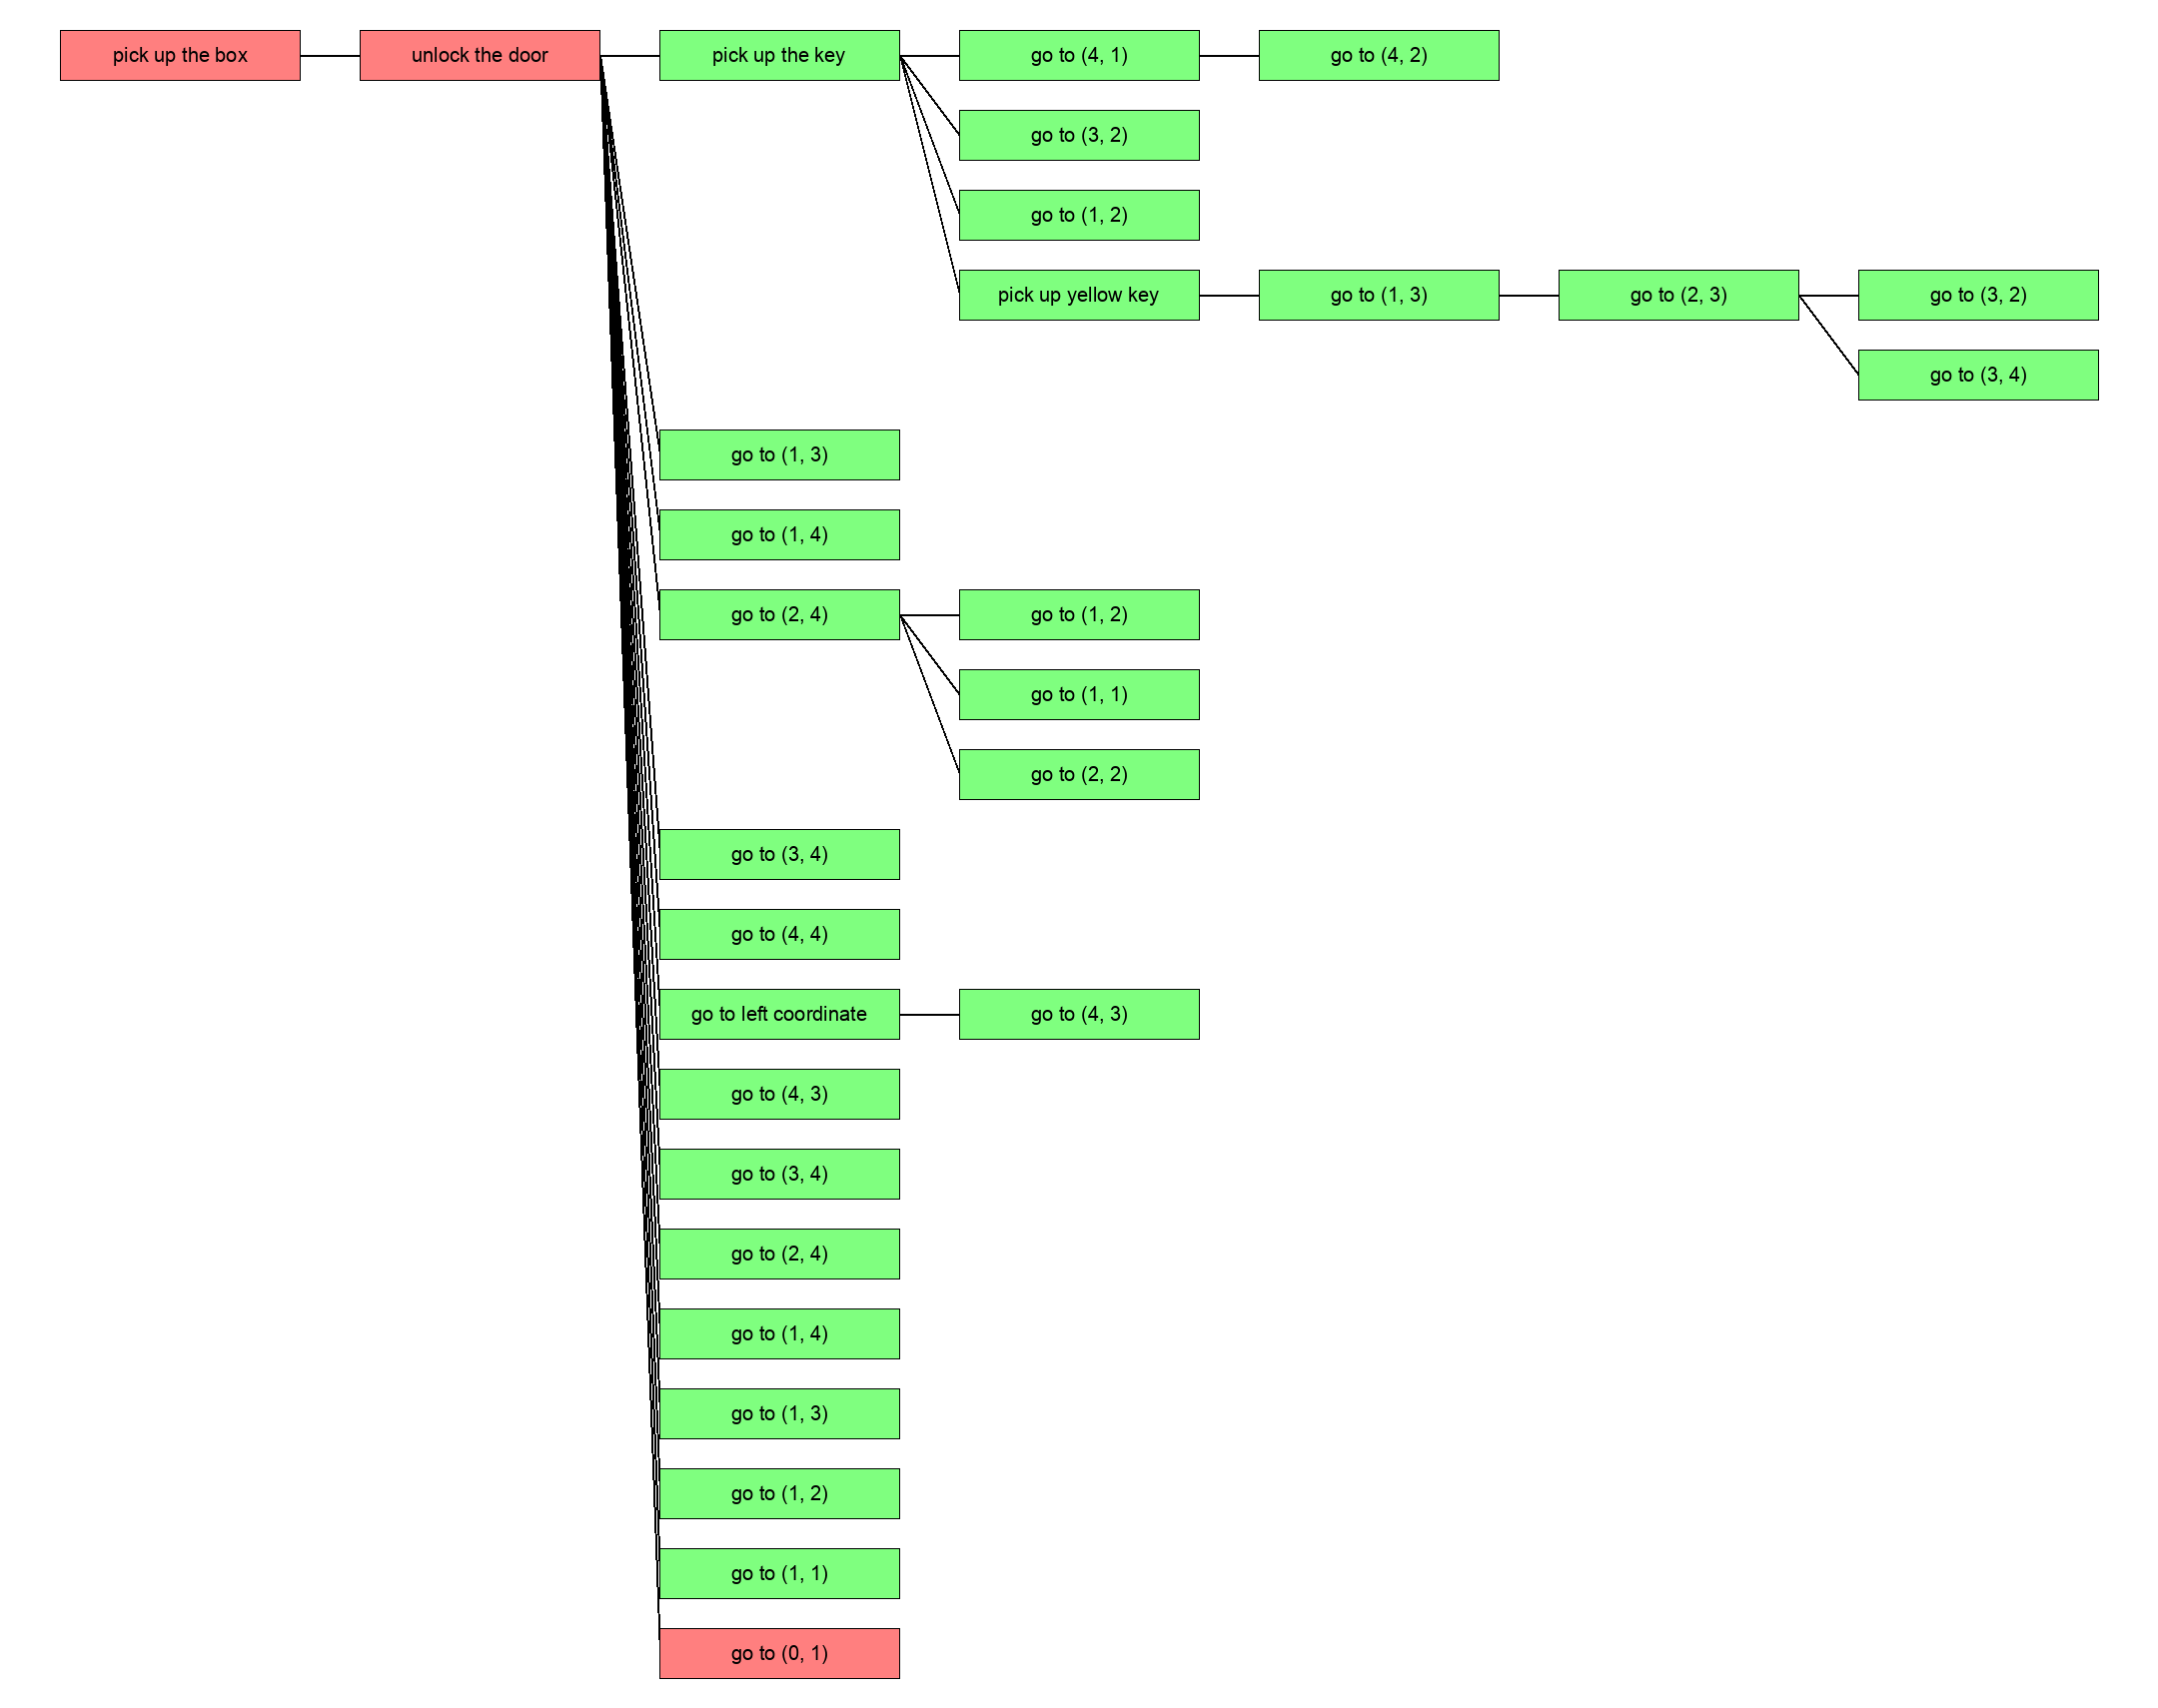 pick up the box
unlock the door
pick up the key
go to (4, 1)
go to (4, 2)
go to (3, 2)
go to (1, 2)
pick up yellow key
go to (1, 3)
go to (2, 3)
go to (3, 2)
go to (3, 4)
go to (1, 3)
go to (1, 4)
go to (2, 4)
go to (1, 2)
go to (1, 1)
go to (2, 2)
go to (3, 4)
go to (4, 4)
go to left coordinate
go to (4, 3)
go to (4, 3)
go to (3, 4)
go to (2, 4)
go to (1, 4)
go to (1, 3)
go to (1, 2)
go to (1, 1)
go to (0, 1)